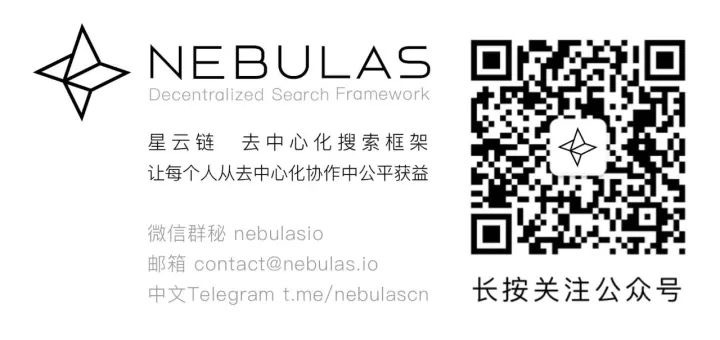 NEBULAS
Decentralized Search Framework
星云链 去中心化搜索框架
让每个人从去中心化协作中公平获益
微信群秘 nebulasio
邮箱 contact@nebulas.io
中文Telegram t.me/nebulascn
长按关注公众号